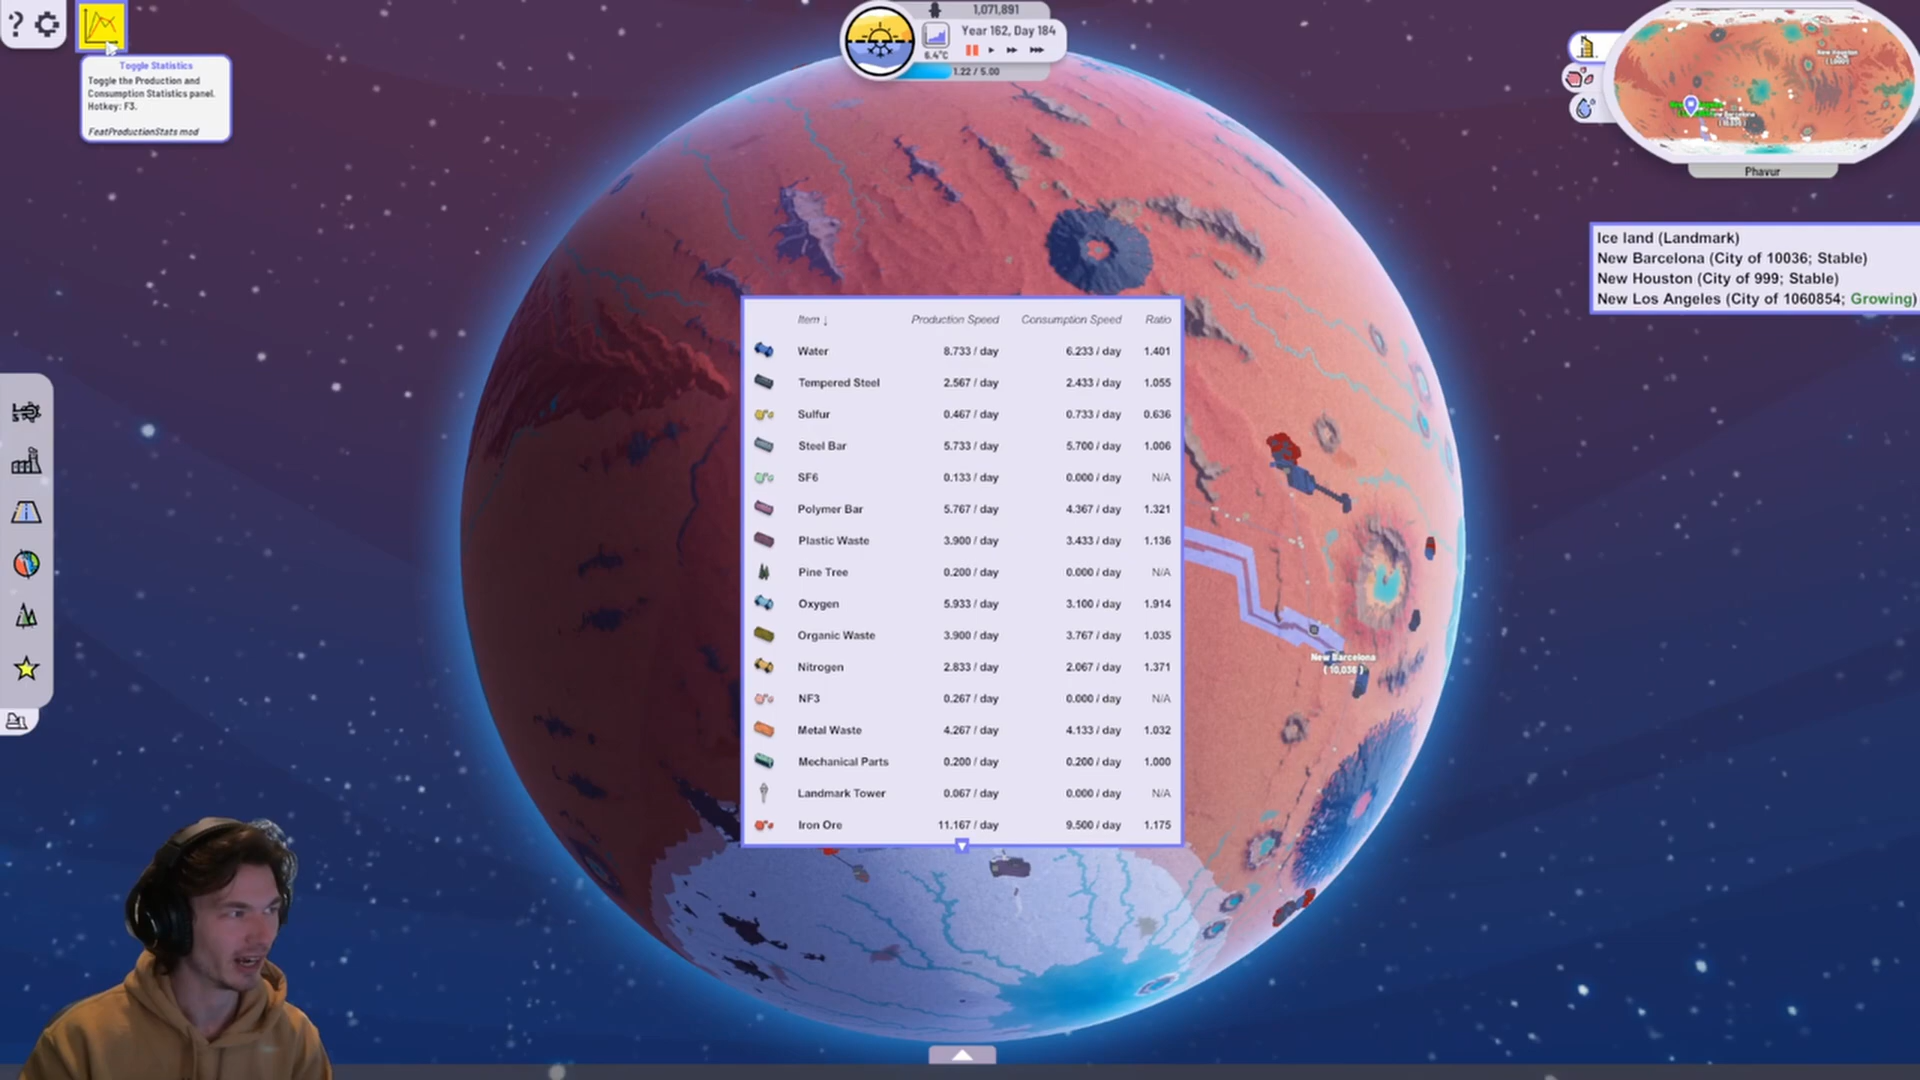 ?
1,071,891
Year 162, Day 184
6.4°C
1.22 / 5.00
Toggle Statistics
Toggle the Production and
Consumption Statistics panel.
Hotkey: F3.
FeatProductionStats mod
New Houston
Phavur
Ice land (Landmark)
New Barcelona (City of 10036; Stable)
New Houston (City of 999; Stable)
New Los Angeles (City of 1060854; Growing)
Item ↓ Production Speed Consumption Speed Ratio
Water 8.733 / day 6.233 / day 1.401
Tempered Steel 2.567 / day 2.433 / day 1.055
Sulfur 0.467 / day 0.733 / day 0.636
Steel Bar 5.733 / day 5.700 / day 1.006
SF6 0.133 / day 0.000 / day N/A
Polymer Bar 5.767 / day 4.367 / day 1.321
Plastic Waste 3.900 / day 3.433 / day 1.136
Pine Tree 0.200 / day 0.000 / day N/A
Oxygen 5.933 / day 3.100 / day 1.914
Organic Waste 3.900 / day 3.767 / day 1.035
Nitrogen 2.833 / day 2.067 / day 1.371
NF3 0.267 / day 0.000 / day N/A
Metal Waste 4.267 / day 4.133 / day 1.032
Mechanical Parts 0.200 / day 0.200 / day 1.000
Landmark Tower 0.067 / day 0.000 / day N/A
Iron Ore 11.167 / day 9.500 / day 1.175
New Barcelona
( 10,036 )